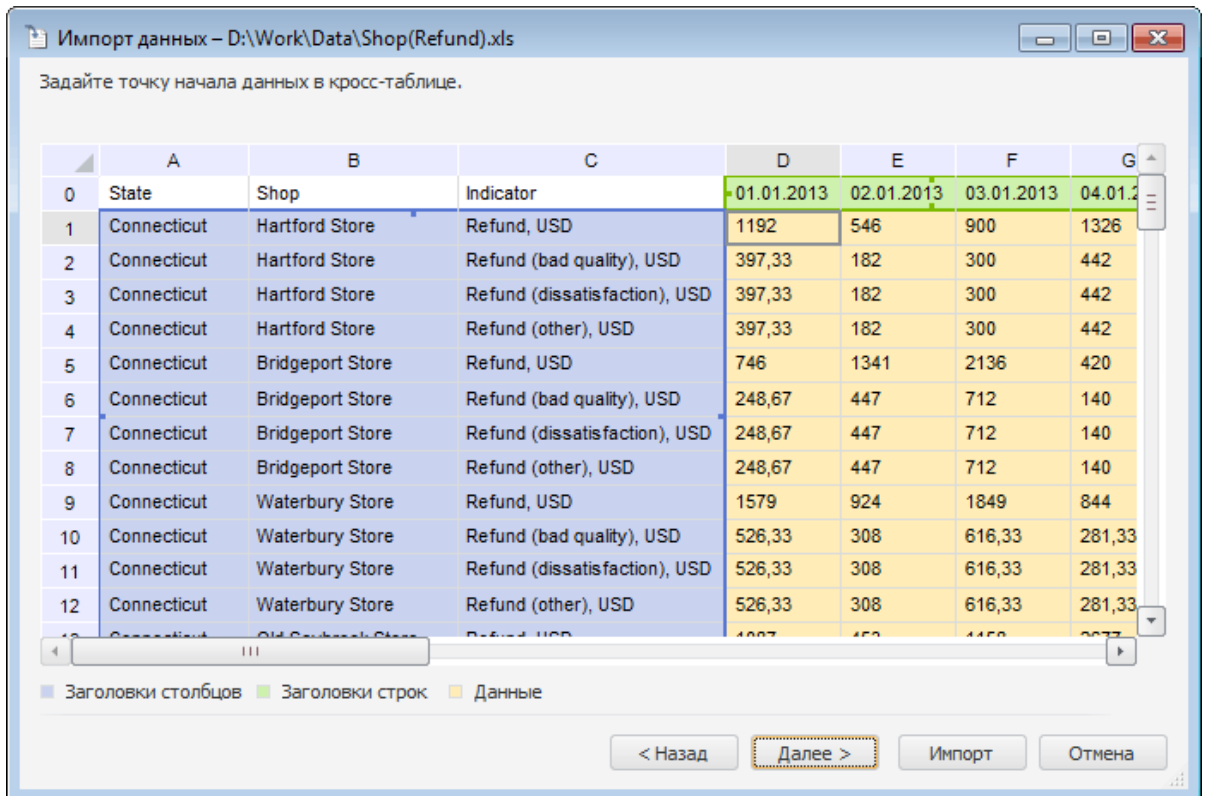 Импорт данных – D:\Work\Data\Shop(Refund).xls
Задайте точку начала данных в кросс-таблице.
A B C D E F G
0 State Shop Indicator 01.01.2013 02.01.2013 03.01.2013 04.01.2
1 Connecticut Hartford Store Refund, USD 1192 546 900 1326
2 Connecticut Hartford Store Refund (bad quality), USD 397,33 182 300 442
3 Connecticut Hartford Store Refund (dissatisfaction), USD 397,33 182 300 442
4 Connecticut Hartford Store Refund (other), USD 397,33 182 300 442
5 Connecticut Bridgeport Store Refund, USD 746 1341 2136 420
6 Connecticut Bridgeport Store Refund (bad quality), USD 248,67 447 712 140
7 Connecticut Bridgeport Store Refund (dissatisfaction), USD 248,67 447 712 140
8 Connecticut Bridgeport Store Refund (other), USD 248,67 447 712 140
9 Connecticut Waterbury Store Refund, USD 1579 924 1849 844
10 Connecticut Waterbury Store Refund (bad quality), USD 526,33 308 616,33 281,33
11 Connecticut Waterbury Store Refund (dissatisfaction), USD 526,33 308 616,33 281,33
12 Connecticut Waterbury Store Refund (other), USD 526,33 308 616,33 281,33
Заголовки столбцов Заголовки строк Данные
< Назад Далее > Импорт Отмена